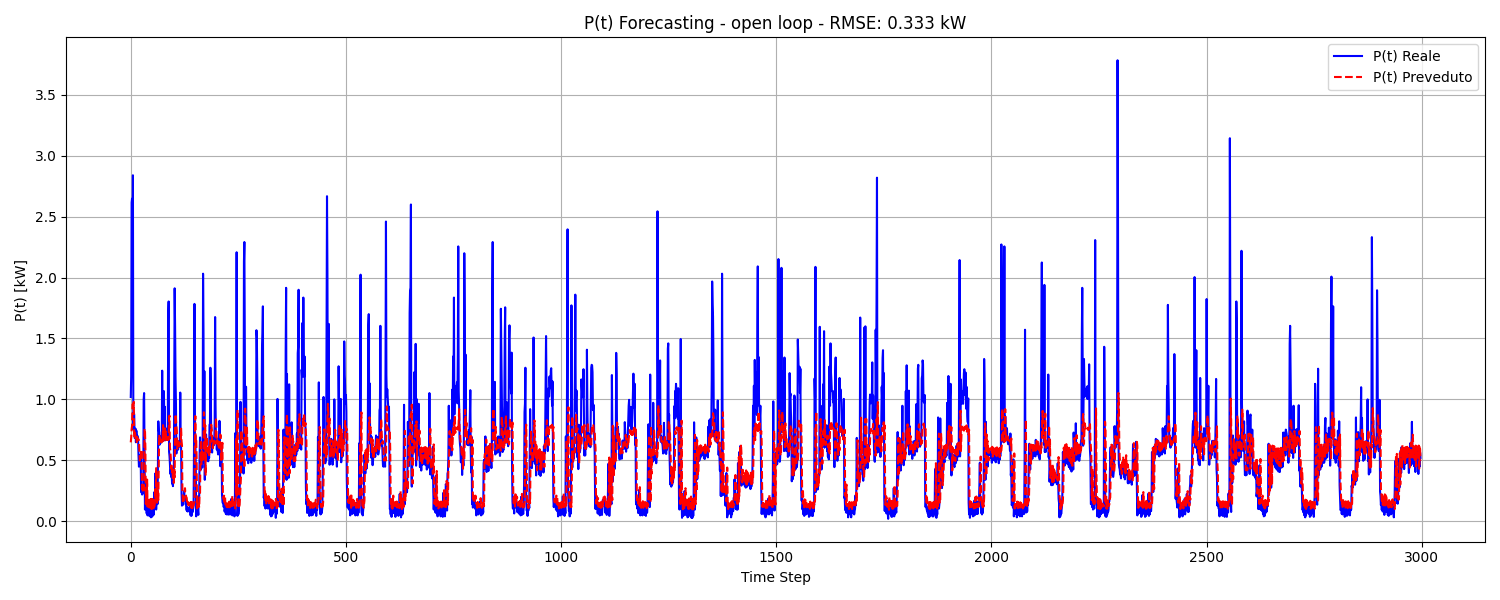 P(t) Forecasting - open loop - RMSE: 0.333 kW
P(t) Reale
P(t) Preveduto
P(t) [kW]
3.5
3.0
2.5
2.0
1.5
1.0
0.5
0.0
0 500 1000 1500 2000 2500 3000
Time Step